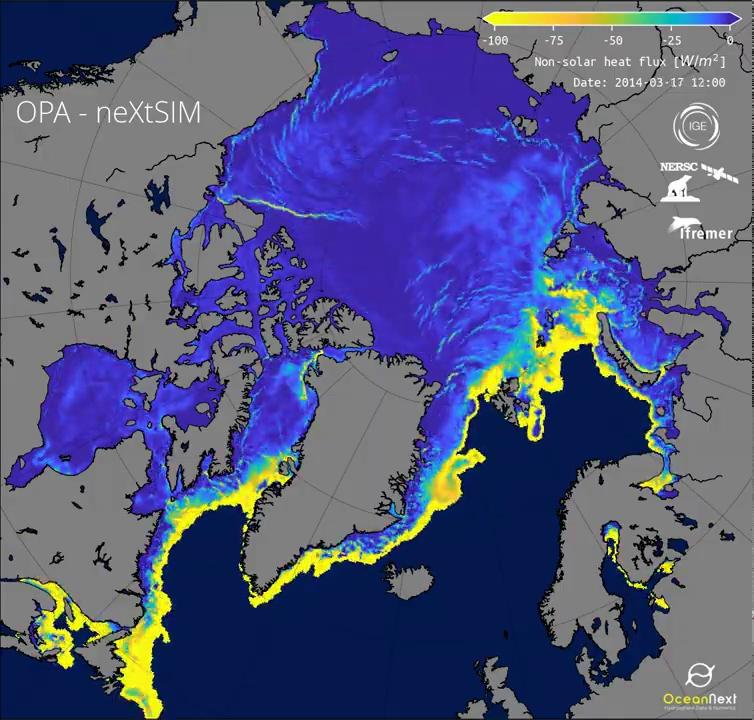 -100 -75 -50 -25 0
Non-solar heat flux [W/m²]
Date: 2014-03-17 12:00
OPA - neXtSIM
IGE
NERSC
Ifremer
OceanNext